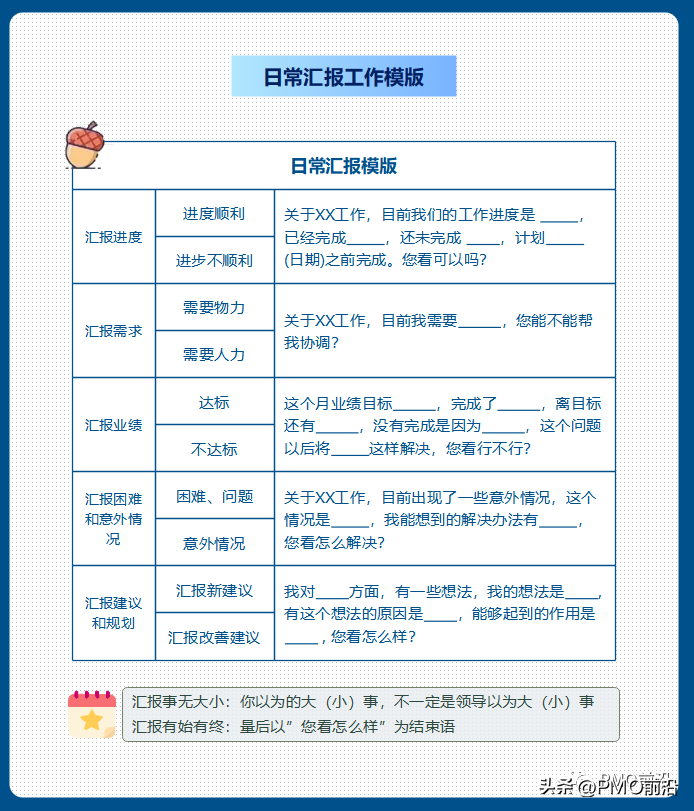 日常汇报工作模版
日常汇报模版
汇报进度
进度顺利
进步不顺利
关于XX工作，目前我们的工作进度是 _____，
已经完成_____，还未完成 ____，计划_____
(日期)之前完成。您看可以吗？
汇报需求
需要物力
需要人力
关于XX工作，目前我需要______，您能不能帮
我协调？
汇报业绩
达标
不达标
这个月业绩目标______，完成了______，离目标
还有______，没有完成是因为______，这个问题
以后将_____这样解决，您看行不行？
汇报困难
和意外情
况
困难、问题
意外情况
关于XX工作，目前出现了一些意外情况，这个
情况是_____，我能想到的解决办法有_____，
您看怎么解决？
汇报建议
和规划
汇报新建议
汇报改善建议
我对____方面，有一些想法，我的想法是____,
有这个想法的原因是____，能够起到的作用是
____ , 您看怎么样？
汇报事无大小：你以为的大（小）事，不一定是领导以为大（小）事
汇报有始有终：最后以”您看怎么样”为结束语
PMO前沿
头条 @PMO前沿